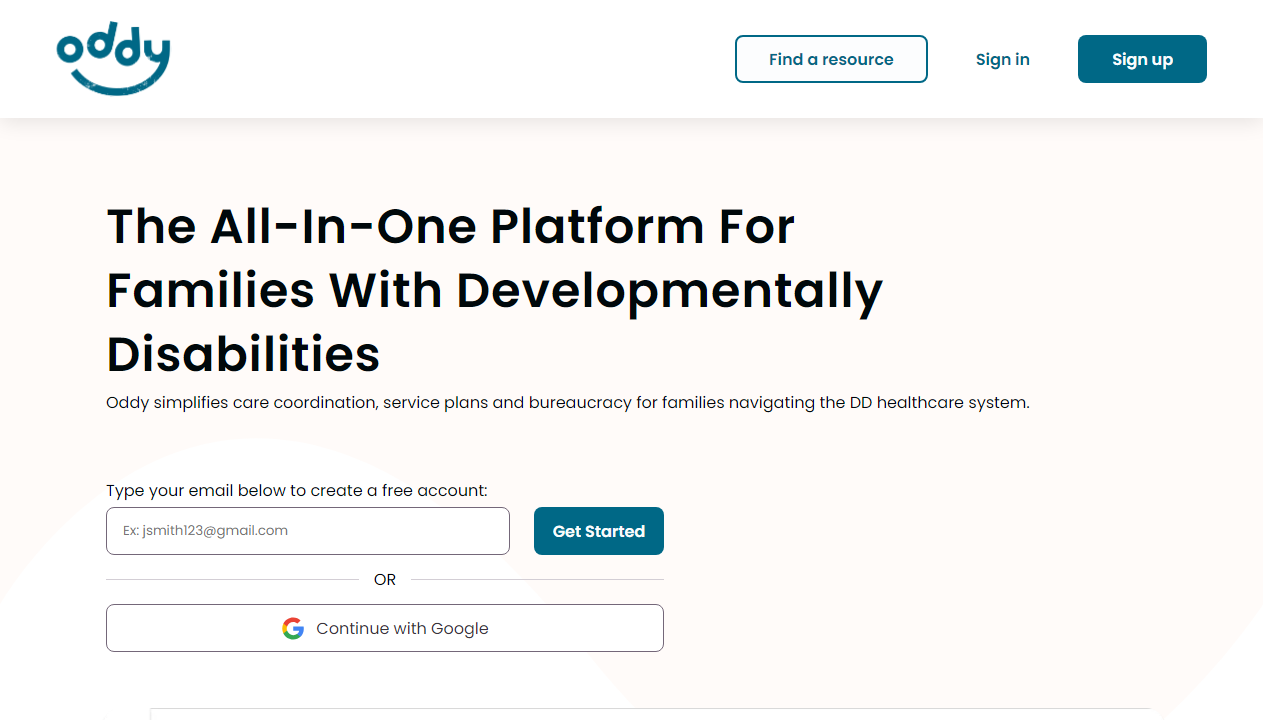 oddy
Find a resource
Sign in
Sign up
The All-In-One Platform For
Families With Developmentally
Disabilities
Oddy simplifies care coordination, service plans and bureaucracy for families navigating the DD healthcare system.
Type your email below to create a free account:
Ex: jsmith123@gmail.com
Get Started
OR
Continue with Google